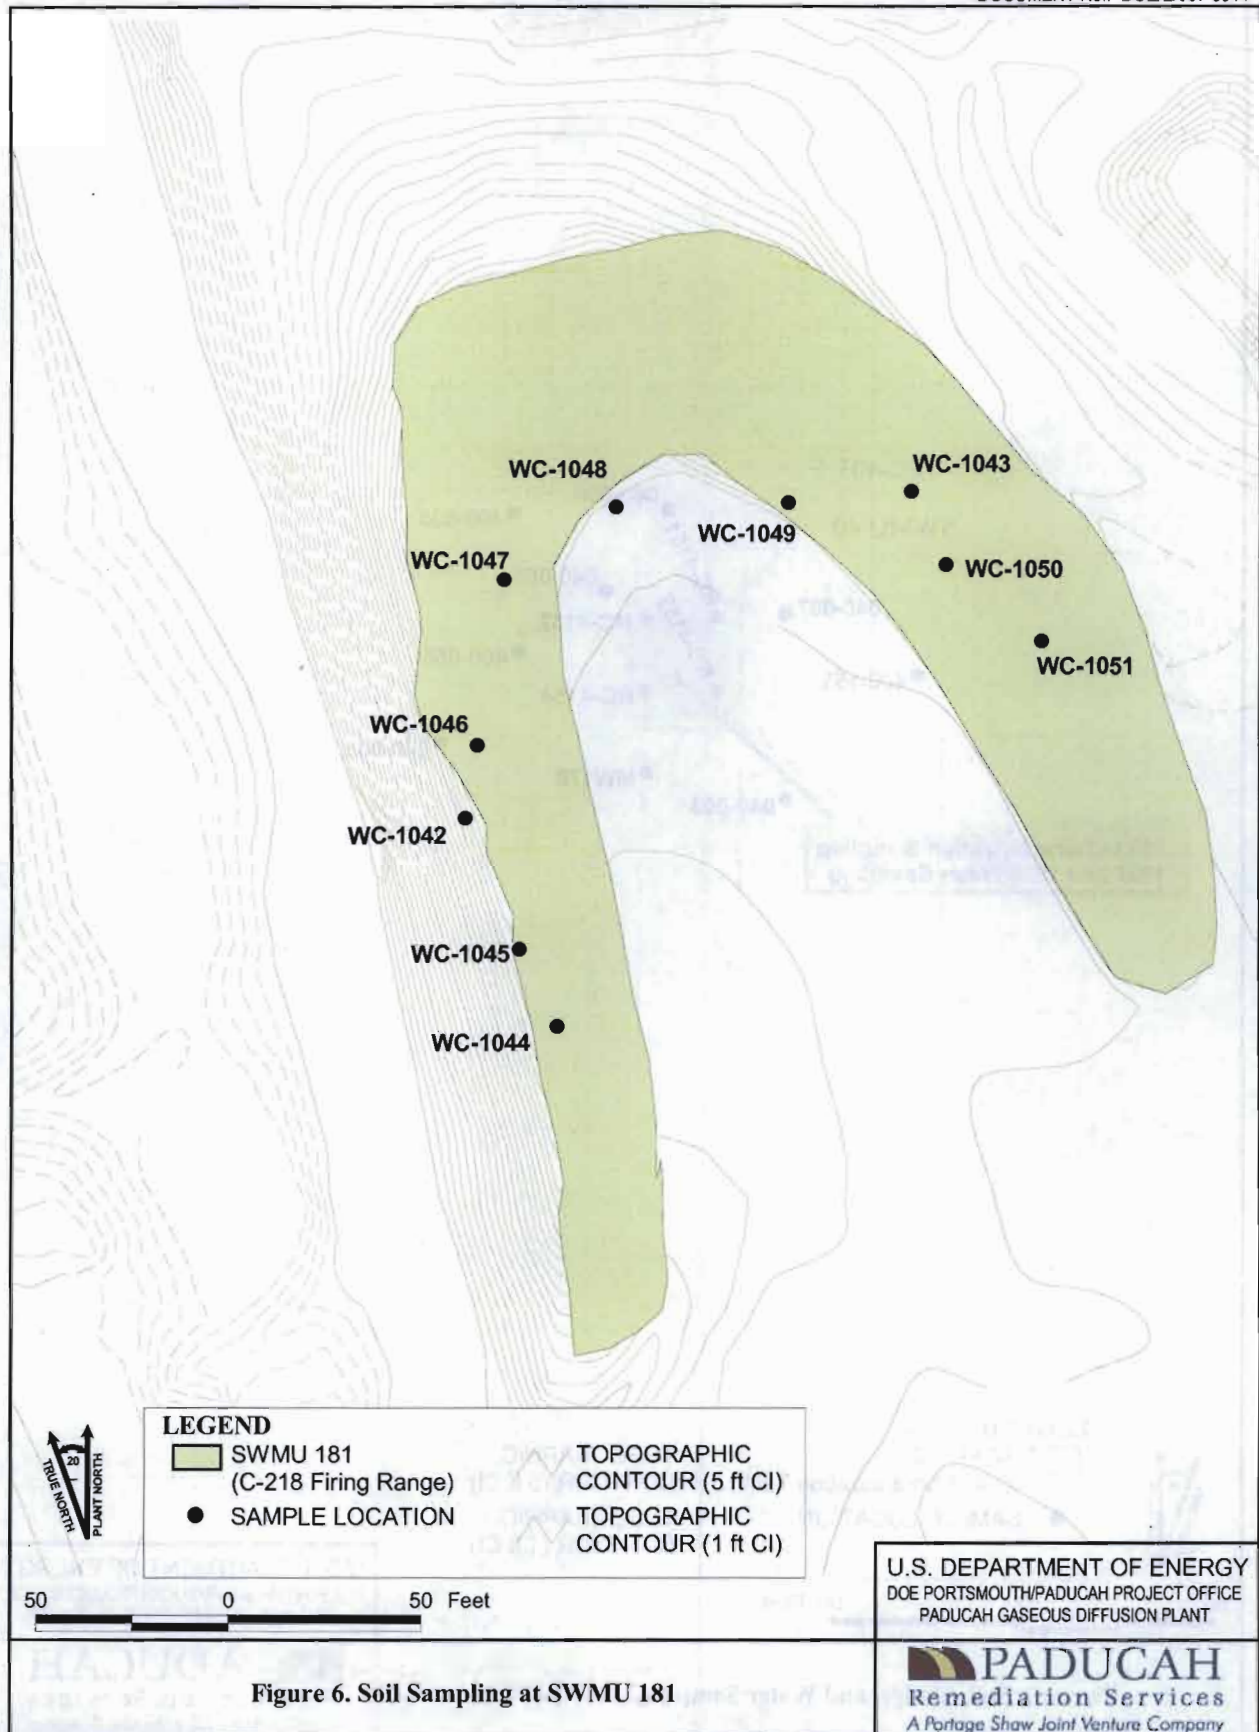 WC-1048
WC-1043
WC-1049
WC-1047
WC-1050
WC-1051
WC-1046
WC-1042
WC-1045
WC-1044
LEGEND
SWMU 181
(C-218 Firing Range)
SAMPLE LOCATION
TOPOGRAPHIC
CONTOUR (5 ft CI)
TOPOGRAPHIC
CONTOUR (1 ft CI)
20
TRUE NORTH
PLANT NORTH
50 0 50 Feet
U.S. DEPARTMENT OF ENERGY
DOE PORTSMOUTH/PADUCAH PROJECT OFFICE
PADUCAH GASEOUS DIFFUSION PLANT
Figure 6. Soil Sampling at SWMU 181
PADUCAH
Remediation Services
A Portage Shaw Joint Venture Company